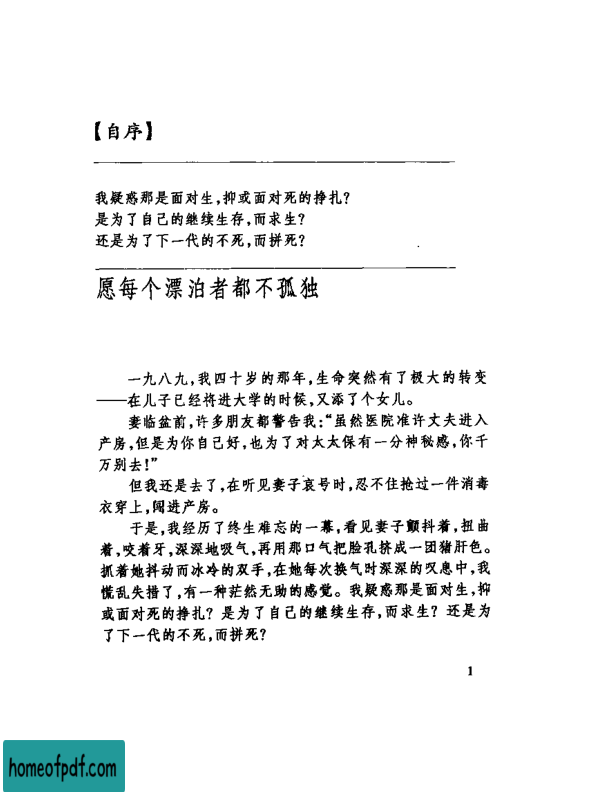 【自序】
我疑惑那是面对生,抑或面对死的挣扎?
是为了自己的继续生存,而求生?
还是为了下一代的不死,而拼死?
愿每个漂泊者都不孤独
一九八九,我四十岁的那年,生命突然有了极大的转变
——在儿子已经将进大学的时候,又添了个女儿。
妻临盆前,许多朋友都警告我:“虽然医院准许丈夫进入
产房,但是为你自己好,也为了对太太保有一分神秘感,你千
万别去!”
但我还是去了,在听见妻子哀号时,忍不住抢过一件消毒
衣穿上,闯进产房。
于是,我经历了终生难忘的一幕,看见妻子颤抖着,扭曲
着,咬着牙,深深地吸气,再用那口气把脸孔挤成一团猪肝色。
抓着她抖动而冰冷的双手,在她每次换气时深深的叹息中,我
慌乱失措了,有一种茫然无助的感觉。我疑惑那是面对生,抑
或面对死的挣扎?是为了自己的继续生存,而求生?还是为
了下一代的不死,而拼死?
1
homeofpdf.com